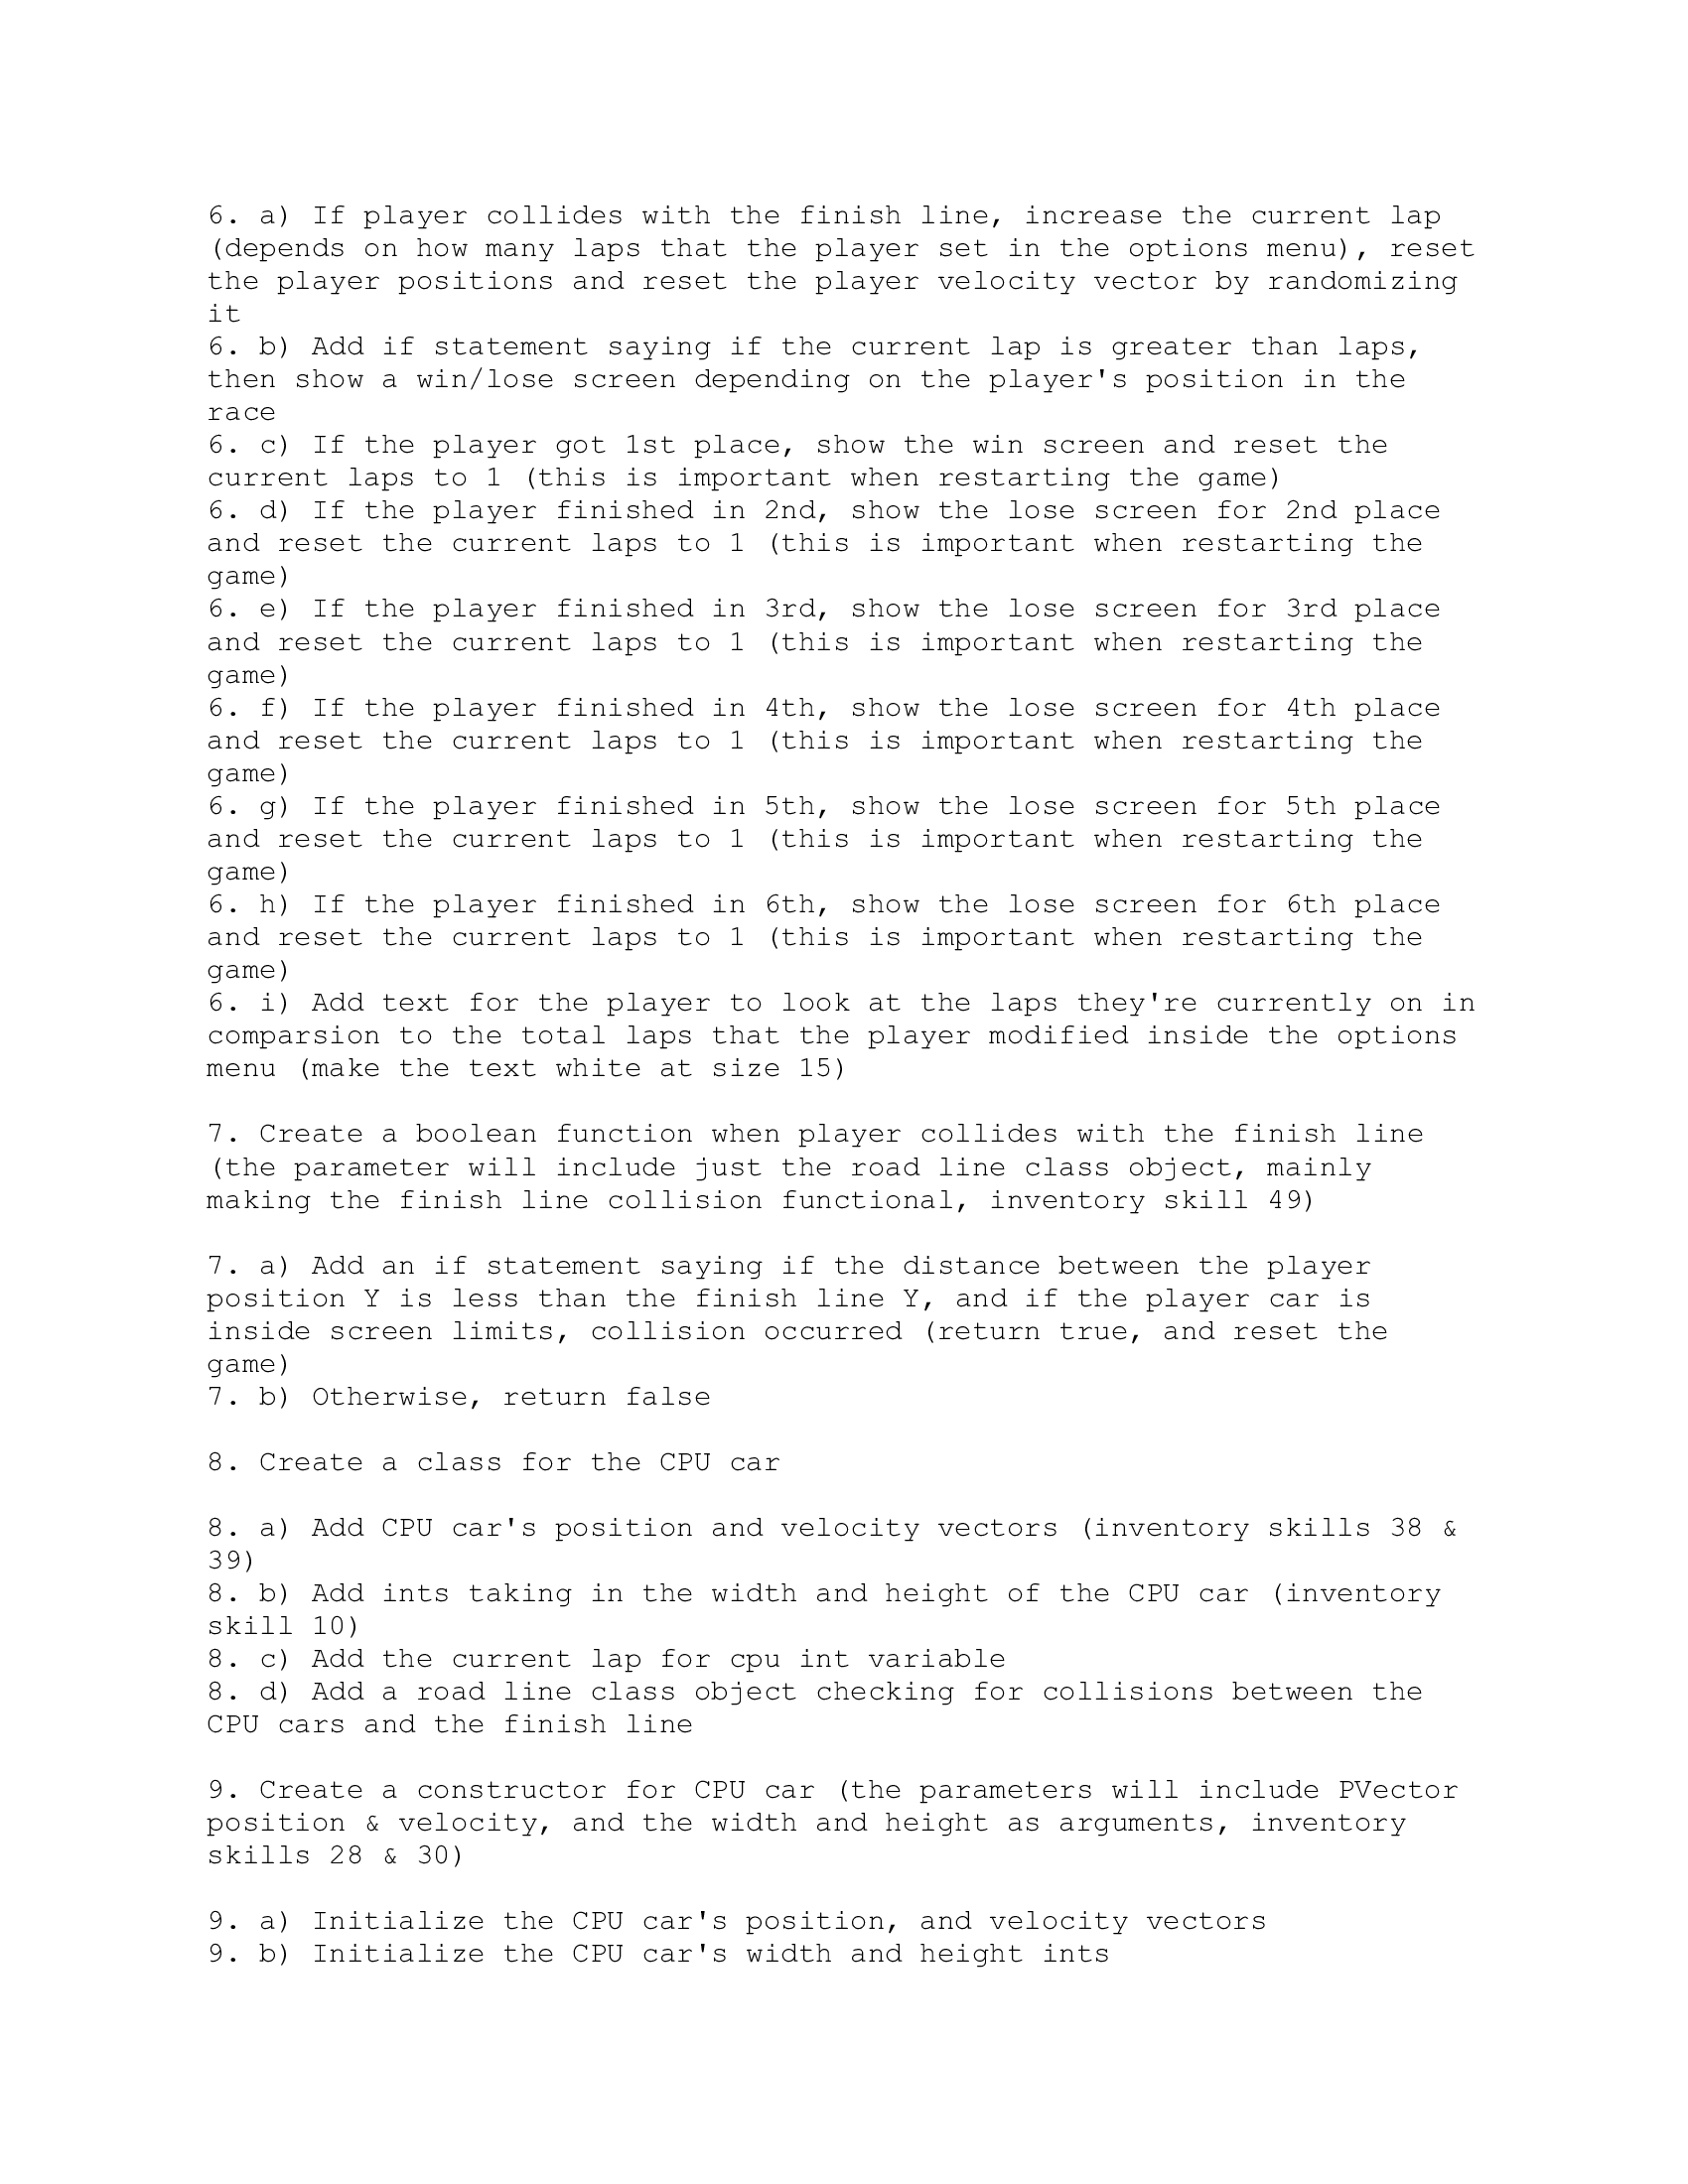 6. a) If player collides with the finish line, increase the current lap
(depends on how many laps that the player set in the options menu), reset
the player positions and reset the player velocity vector by randomizing
it
6. b) Add if statement saying if the current lap is greater than laps,
then show a win/lose screen depending on the player's position in the
race
6. c) If the player got 1st place, show the win screen and reset the
current laps to 1 (this is important when restarting the game)
6. d) If the player finished in 2nd, show the lose screen for 2nd place
and reset the current laps to 1 (this is important when restarting the
game)
6. e) If the player finished in 3rd, show the lose screen for 3rd place
and reset the current laps to 1 (this is important when restarting the
game)
6. f) If the player finished in 4th, show the lose screen for 4th place
and reset the current laps to 1 (this is important when restarting the
game)
6. g) If the player finished in 5th, show the lose screen for 5th place
and reset the current laps to 1 (this is important when restarting the
game)
6. h) If the player finished in 6th, show the lose screen for 6th place
and reset the current laps to 1 (this is important when restarting the
game)
6. i) Add text for the player to look at the laps they're currently on in
comparsion to the total laps that the player modified inside the options
menu (make the text white at size 15)
7. Create a boolean function when player collides with the finish line
(the parameter will include just the road line class object, mainly
making the finish line collision functional, inventory skill 49)
7. a) Add an if statement saying if the distance between the player
position Y is less than the finish line Y, and if the player car is
inside screen limits, collision occurred (return true, and reset the
game)
7. b) Otherwise, return false
8. Create a class for the CPU car
8. a) Add CPU car's position and velocity vectors (inventory skills 38 &
39)
8. b) Add ints taking in the width and height of the CPU car (inventory
skill 10)
8. c) Add the current lap for cpu int variable
8. d) Add a road line class object checking for collisions between the
CPU cars and the finish line
9. Create a constructor for CPU car (the parameters will include PVector
position & velocity, and the width and height as arguments, inventory
skills 28 & 30)
9. a) Initialize the CPU car's position, and velocity vectors
9. b) Initialize the CPU car's width and height ints